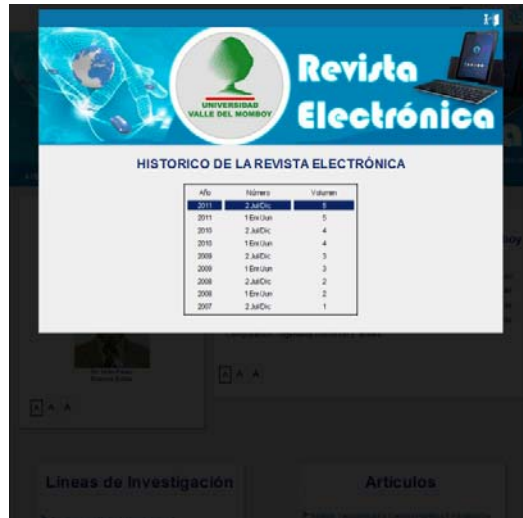 Revista
Electrónica
UNIVERSIDAD
VALLE DEL MOMBOY
HISTORICO DE LA REVISTA ELECTRÓNICA
Año Número Volumen
2011 2 Jul/Dic 5
2011 1 Ene/Jun 5
2010 2 Jul/Dic 4
2010 1 Ene/Jun 4
2009 2 Jul/Dic 3
2009 1 Ene/Jun 3
2008 2 Jul/Dic 2
2008 1 Ene/Jun 2
2007 2 Jul/Dic 1
A A A
A A A
Líneas de Investigación
Artículos